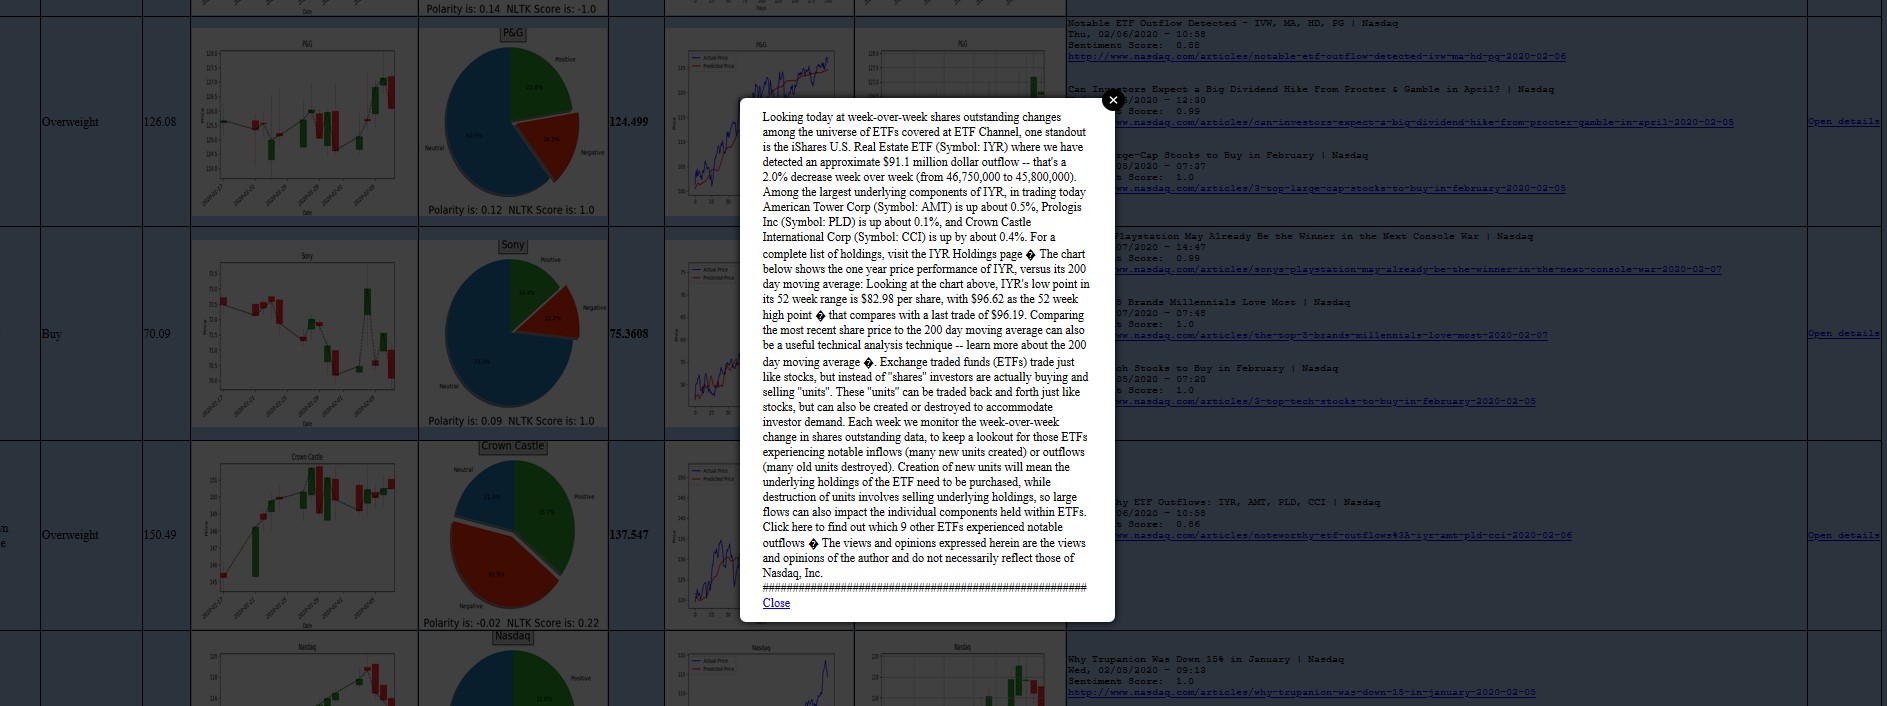 Date
Polarity is: 0.14 NLTK Score is: -1.0
Days
Notable ETF Outflow Detected - IVW, MA, HD, PG | Nasdaq
Thu, 02/06/2020 - 10:58
Sentiment Score: 0.88
http://www.nasdaq.com/articles/notable-etf-outflow-detected-ivw-ma-hd-pg-2020-02-06
Can Investors Expect a Big Dividend Hike From Procter & Gamble in April? | Nasdaq
/2020 - 12:30
t Score: 0.99
www.nasdaq.com/articles/can-investors-expect-a-big-dividend-hike-from-procter-gamble-in-april-2020-02-05
rge-Cap Stocks to Buy in February | Nasdaq
05/2020 - 07:37
t Score: 1.0
www.nasdaq.com/articles/3-top-large-cap-stocks-to-buy-in-february-2020-02-05
Overweight
126.08
P&G
P&G
Positive
Neutral
Negative
Polarity is: 0.12 NLTK Score is: 1.0
124.499
P&G
Actual Price
Predicted Price
P&G
Open details
Buy
70.09
Sony
Sony
Positive
Negative
Neutral
Polarity is: 0.09 NLTK Score is: 1.0
75.3608
Playstation May Already Be the Winner in the Next Console War | Nasdaq
07/2020 - 14:47
t Score: 0.99
www.nasdaq.com/articles/sonys-playstation-may-already-be-the-winner-in-the-next-console-war-2020-02-07
5 Brands Millennials Love Most | Nasdaq
07/2020 - 07:48
t Score: 1.0
www.nasdaq.com/articles/the-top-5-brands-millennials-love-most-2020-02-07
ch Stocks to Buy in February | Nasdaq
05/2020 - 07:20
t Score: 1.0
www.nasdaq.com/articles/3-top-tech-stocks-to-buy-in-february-2020-02-05
Open details
Overweight
150.49
Crown Castle
Date
Crown Castle
Neutral
Positive
Negative
Polarity is: -0.02 NLTK Score is: 0.22
137.547
Actual Price
Predicted Price
hy ETF Outflows: IYR, AMT, PLD, CCI | Nasdaq
06/2020 - 10:58
t Score: 0.86
www.nasdaq.com/articles/noteworthy-etf-outflows%3A-iyr-amt-pld-cci-2020-02-06
Open details
Nasdaq
Nasdaq
Positive
Nasdaq
Actual Price
Predicted Price
Nasdaq
Why Trupanion Was Down 15% in January | Nasdaq
Wed, 02/05/2020 - 09:13
Sentiment Score: 1.0
http://www.nasdaq.com/articles/why-trupanion-was-down-15-in-january-2020-02-05
Looking today at week-over-week shares outstanding changes
among the universe of ETFs covered at ETF Channel, one standout
is the iShares U.S. Real Estate ETF (Symbol: IYR) where we have
detected an approximate $91.1 million dollar outflow -- that's a
2.0% decrease week over week (from 46,750,000 to 45,800,000).
Among the largest underlying components of IYR, in trading today
American Tower Corp (Symbol: AMT) is up about 0.5%, Prologis
Inc (Symbol: PLD) is up about 0.1%, and Crown Castle
International Corp (Symbol: CCI) is up by about 0.4%. For a
complete list of holdings, visit the IYR Holdings page � The chart
below shows the one year price performance of IYR, versus its 200
day moving average: Looking at the chart above, IYR's low point in
its 52 week range is $82.98 per share, with $96.62 as the 52 week
high point � that compares with a last trade of $96.19. Comparing
the most recent share price to the 200 day moving average can also
be a useful technical analysis technique -- learn more about the 200
day moving average �. Exchange traded funds (ETFs) trade just
like stocks, but instead of "shares" investors are actually buying and
selling "units". These "units" can be traded back and forth just like
stocks, but can also be created or destroyed to accommodate
investor demand. Each week we monitor the week-over-week
change in shares outstanding data, to keep a lookout for those ETFs
experiencing notable inflows (many new units created) or outflows
(many old units destroyed). Creation of new units will mean the
underlying holdings of the ETF need to be purchased, while
destruction of units involves selling underlying holdings, so large
flows can also impact the individual components held within ETFs.
Click here to find out which 9 other ETFs experienced notable
outflows � The views and opinions expressed herein are the views
and opinions of the author and do not necessarily reflect those of
Nasdaq, Inc.
######################################################
Close